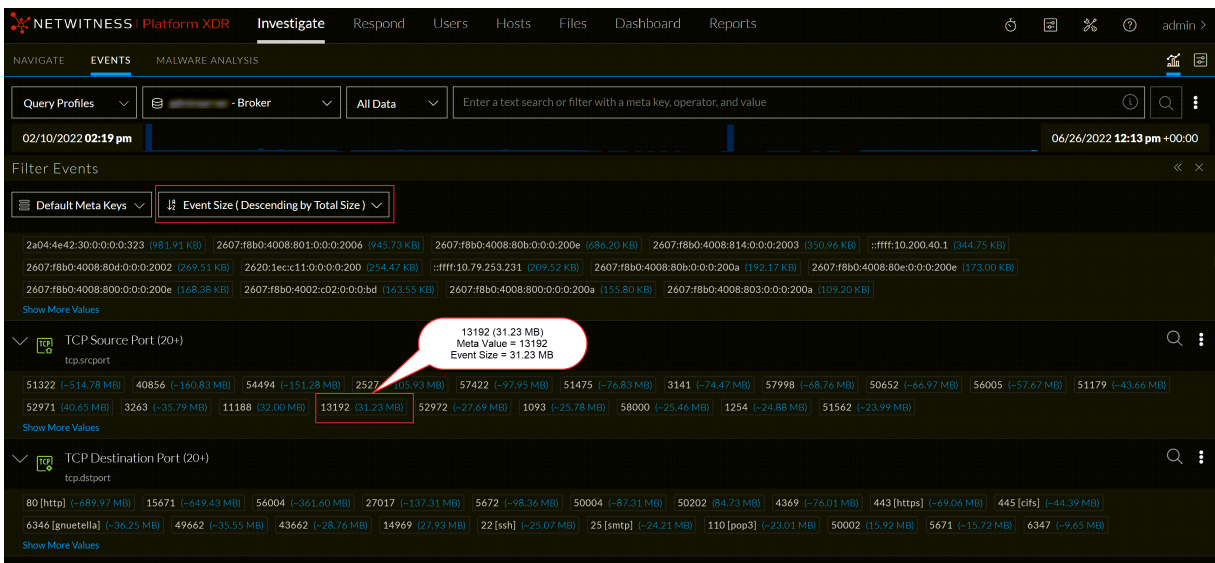 NETWITNESS Platform XDR Investigate Respond Users Hosts Files Dashboard Reports admin >
NAVIGATE EVENTS MALWARE ANALYSIS
Query Profiles - Broker All Data Enter a text search or filter with a meta key, operator, and value
02/10/2022 02:19 pm 06/26/2022 12:13 pm +00:00
Filter Events
Default Meta Keys Event Size ( Descending by Total Size )
2a04:4e42:30:0:0:0:0:323 (981.91 KB) 2607:f8b0:4008:801:0:0:0:2006 (945.73 KB) 2607:f8b0:4008:80b:0:0:0:200e (686.20 KB) 2607:f8b0:4008:814:0:0:0:2003 (350.96 KB) ::ffff:10.200.40.1 (344.75 KB)
2607:f8b0:4008:80d:0:0:0:2002 (269.51 KB) 2620:1ec:c11:0:0:0:0:200 (254.47 KB) ::ffff:10.79.253.231 (209.52 KB) 2607:f8b0:4008:80b:0:0:0:200a (192.17 KB) 2607:f8b0:4008:80e:0:0:0:200e (173.00 KB)
2607:f8b0:4008:800:0:0:0:200e (168.38 KB) 2607:f8b0:4002:c02:0:0:0:bd (163.55 KB) 2607:f8b0:4008:800:0:0:0:200a (155.80 KB) 2607:f8b0:4008:803:0:0:0:200a (109.20 KB)
Show More Values
13192 (31.23 MB)
Meta Value = 13192
Event Size = 31.23 MB
TCP TCP Source Port (20+)
tcp.srcport
51322 (~514.78 MB) 40856 (~160.83 MB) 54494 (~151.28 MB) 2527 105.93 MB) 57422 (~97.95 MB) 51475 (~76.83 MB) 3141 (~74.47 MB) 57998 (~68.76 MB) 50652 (~66.97 MB) 56005 (~57.67 MB) 51179 (~43.66 MB)
52971 (40.65 MB) 3263 (~35.79 MB) 11188 (32.00 MB) 13192 (31.23 MB) 52972 (~27.69 MB) 1093 (~25.78 MB) 58000 (~25.46 MB) 1254 (~24.88 MB) 51562 (~23.99 MB)
Show More Values
TCP TCP Destination Port (20+)
tcp.dstport
80 [http] (~689.97 MB) 15671 (~649.43 MB) 56004 (~361.60 MB) 27017 (~137.31 MB) 5672 (~98.36 MB) 50004 (~87.31 MB) 50202 (84.73 MB) 4369 (~76.01 MB) 443 [https] (~69.06 MB) 445 [cifs] (~44.39 MB)
6346 [gnuetella] (~36.25 MB) 49662 (~35.55 MB) 43662 (~28.76 MB) 14969 (27.93 MB) 22 [ssh] (~25.07 MB) 25 [smtp] (~24.21 MB) 110 [pop3] (~23.01 MB) 50002 (15.92 MB) 5671 (~15.72 MB) 6347 (~9.65 MB)
Show More Values